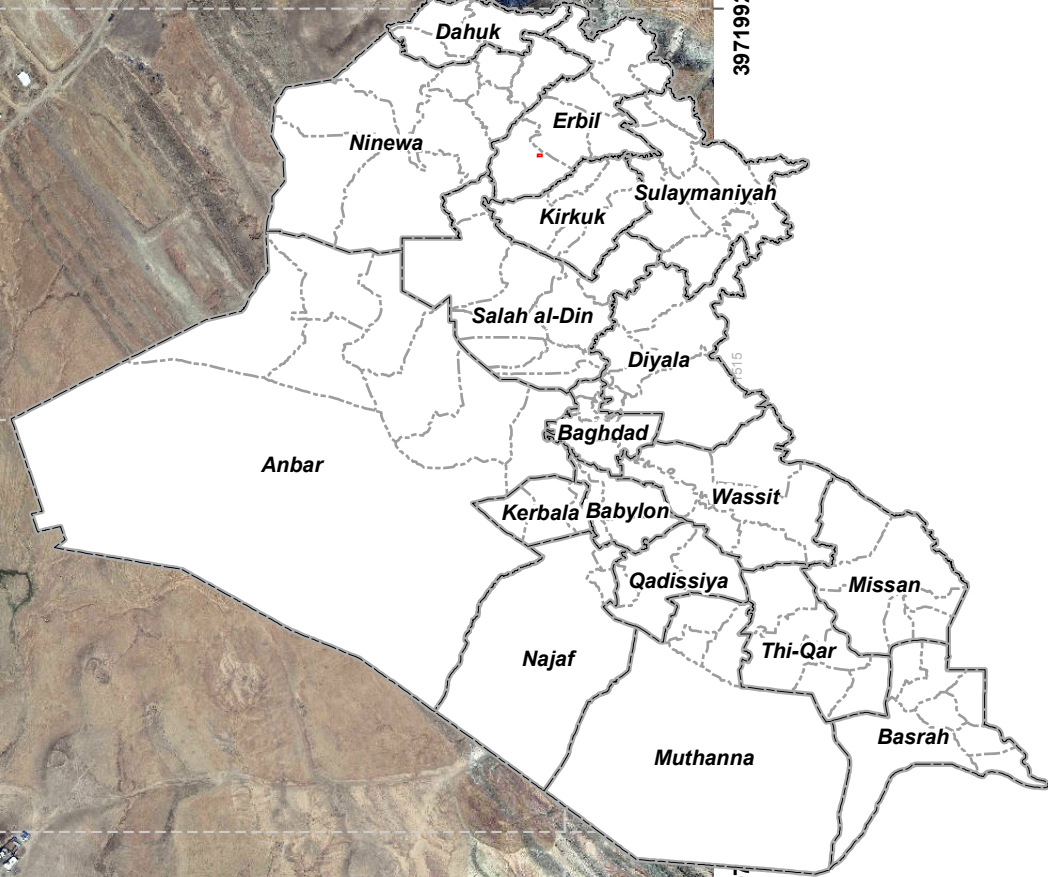 Dahuk
3971992
Erbil
Ninewa
Sulaymaniyah
Kirkuk
Salah al-Din
Diyala
515
Baghdad
Anbar
Wassit
Kerbala
Babylon
Qadissiya
Missan
Thi-Qar
Najaf
Basrah
Muthanna